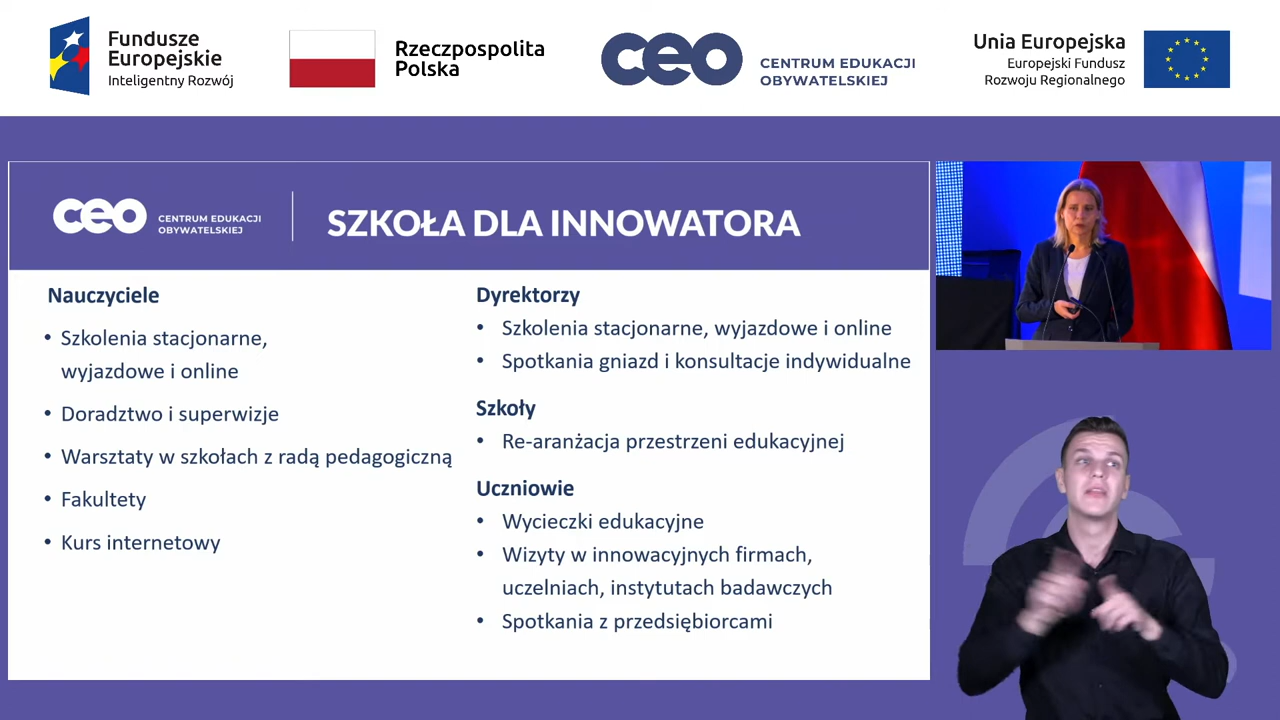 Fundusze
Europejskie
Inteligentny Rozwój
Rzeczpospolita
Polska
ceo
CENTRUM EDUKACJI
OBYWATELSKIEJ
Unia Europejska
Europejski Fundusz
Rozwoju Regionalnego
ceo
CENTRUM EDUKACJI
OBYWATELSKIEJ
SZKOŁA DLA INNOWATORA
Nauczyciele
• Szkolenia stacjonarne,
wyjazdowe i online
• Doradztwo i superwizje
• Warsztaty w szkołach z radą pedagogiczną
• Fakultety
• Kurs internetowy
Dyrektorzy
• Szkolenia stacjonarne, wyjazdowe i online
• Spotkania gniazd i konsultacje indywidualne
Szkoły
• Re-aranżacja przestrzeni edukacyjnej
Uczniowie
• Wycieczki edukacyjne
• Wizyty w innowacyjnych firmach,
uczelniach, instytutach badawczych
• Spotkania z przedsiębiorcami